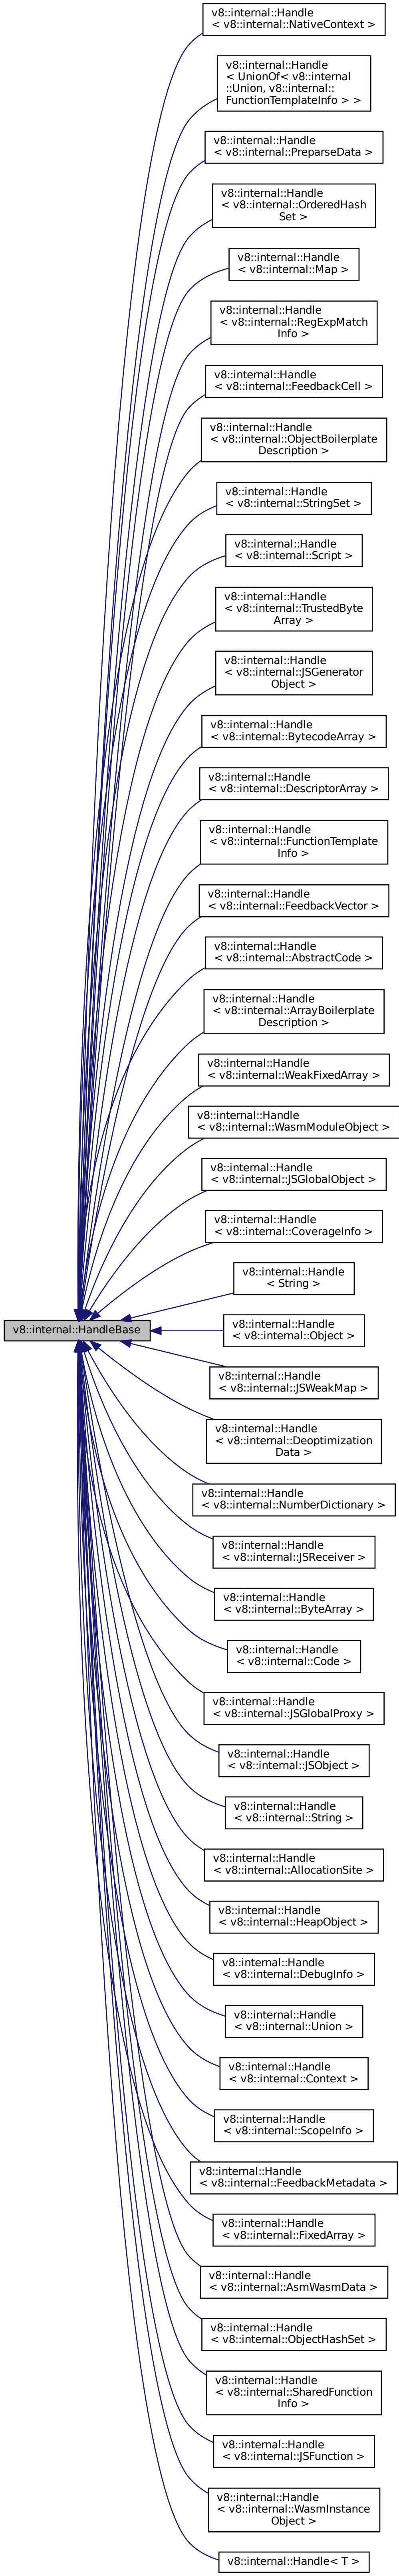 v8::internal::Handle
< v8::internal::NativeContext >
v8::internal::Handle
< UnionOf< v8::internal
::Union, v8::internal::
FunctionTemplateInfo > >
v8::internal::Handle
< v8::internal::PreparseData >
v8::internal::Handle
< v8::internal::OrderedHash
Set >
v8::internal::Handle
< v8::internal::Map >
v8::internal::Handle
< v8::internal::RegExpMatch
Info >
v8::internal::Handle
< v8::internal::FeedbackCell >
v8::internal::Handle
< v8::internal::ObjectBoilerplate
Description >
v8::internal::Handle
< v8::internal::StringSet >
v8::internal::Handle
< v8::internal::Script >
v8::internal::Handle
< v8::internal::TrustedByte
Array >
v8::internal::Handle
< v8::internal::JSGenerator
Object >
v8::internal::Handle
< v8::internal::BytecodeArray >
v8::internal::Handle
< v8::internal::DescriptorArray >
v8::internal::Handle
< v8::internal::FunctionTemplate
Info >
v8::internal::Handle
< v8::internal::FeedbackVector >
v8::internal::Handle
< v8::internal::AbstractCode >
v8::internal::Handle
< v8::internal::ArrayBoilerplate
Description >
v8::internal::Handle
< v8::internal::WeakFixedArray >
v8::internal::Handle
< v8::internal::WasmModuleObject >
v8::internal::Handle
< v8::internal::JSGlobalObject >
v8::internal::Handle
< v8::internal::CoverageInfo >
v8::internal::Handle
< String >
v8::internal::HandleBase
v8::internal::Handle
< v8::internal::Object >
v8::internal::Handle
< v8::internal::JSWeakMap >
v8::internal::Handle
< v8::internal::Deoptimization
Data >
v8::internal::Handle
< v8::internal::NumberDictionary >
v8::internal::Handle
< v8::internal::JSReceiver >
v8::internal::Handle
< v8::internal::ByteArray >
v8::internal::Handle
< v8::internal::Code >
v8::internal::Handle
< v8::internal::JSGlobalProxy >
v8::internal::Handle
< v8::internal::JSObject >
v8::internal::Handle
< v8::internal::String >
v8::internal::Handle
< v8::internal::AllocationSite >
v8::internal::Handle
< v8::internal::HeapObject >
v8::internal::Handle
< v8::internal::DebugInfo >
v8::internal::Handle
< v8::internal::Union >
v8::internal::Handle
< v8::internal::Context >
v8::internal::Handle
< v8::internal::ScopeInfo >
v8::internal::Handle
< v8::internal::FeedbackMetadata >
v8::internal::Handle
< v8::internal::FixedArray >
v8::internal::Handle
< v8::internal::AsmWasmData >
v8::internal::Handle
< v8::internal::ObjectHashSet >
v8::internal::Handle
< v8::internal::SharedFunction
Info >
v8::internal::Handle
< v8::internal::JSFunction >
v8::internal::Handle
< v8::internal::WasmInstance
Object >
v8::internal::Handle< T >